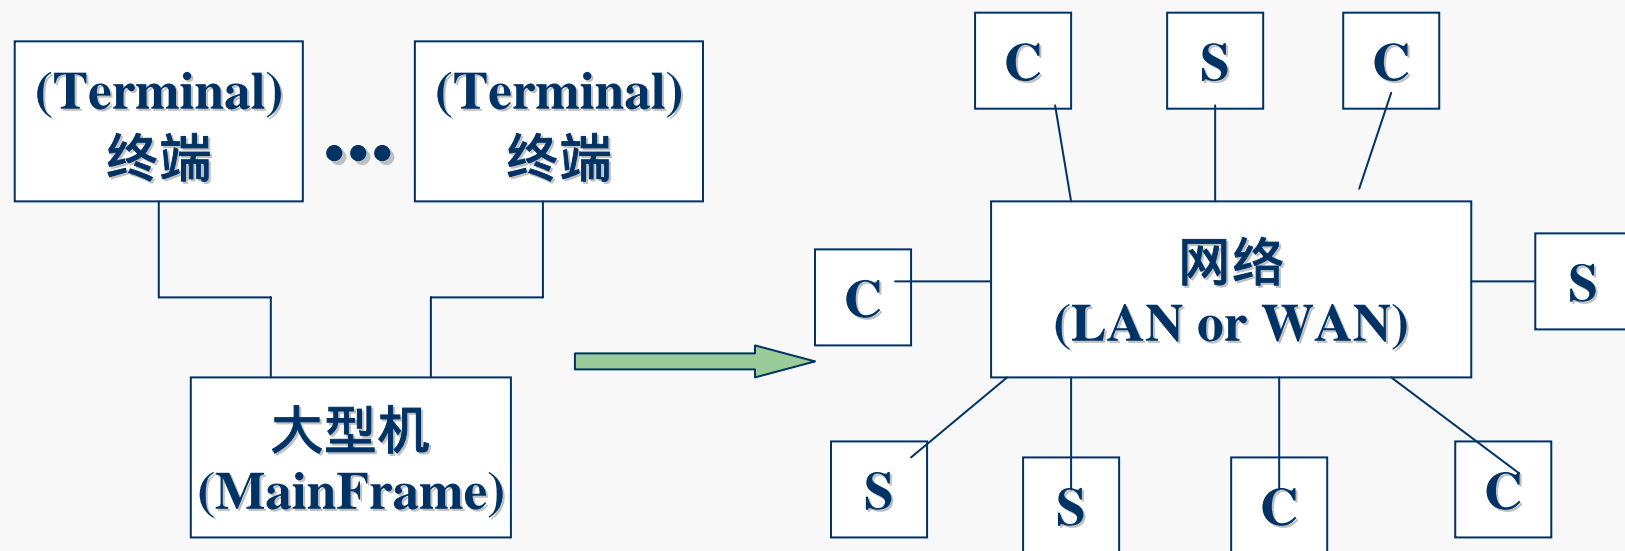 (Terminal)
终端
•••
(Terminal)
终端
大型机
(MainFrame)
C
S
C
C
网络
(LAN or WAN)
S
S
S
C
C